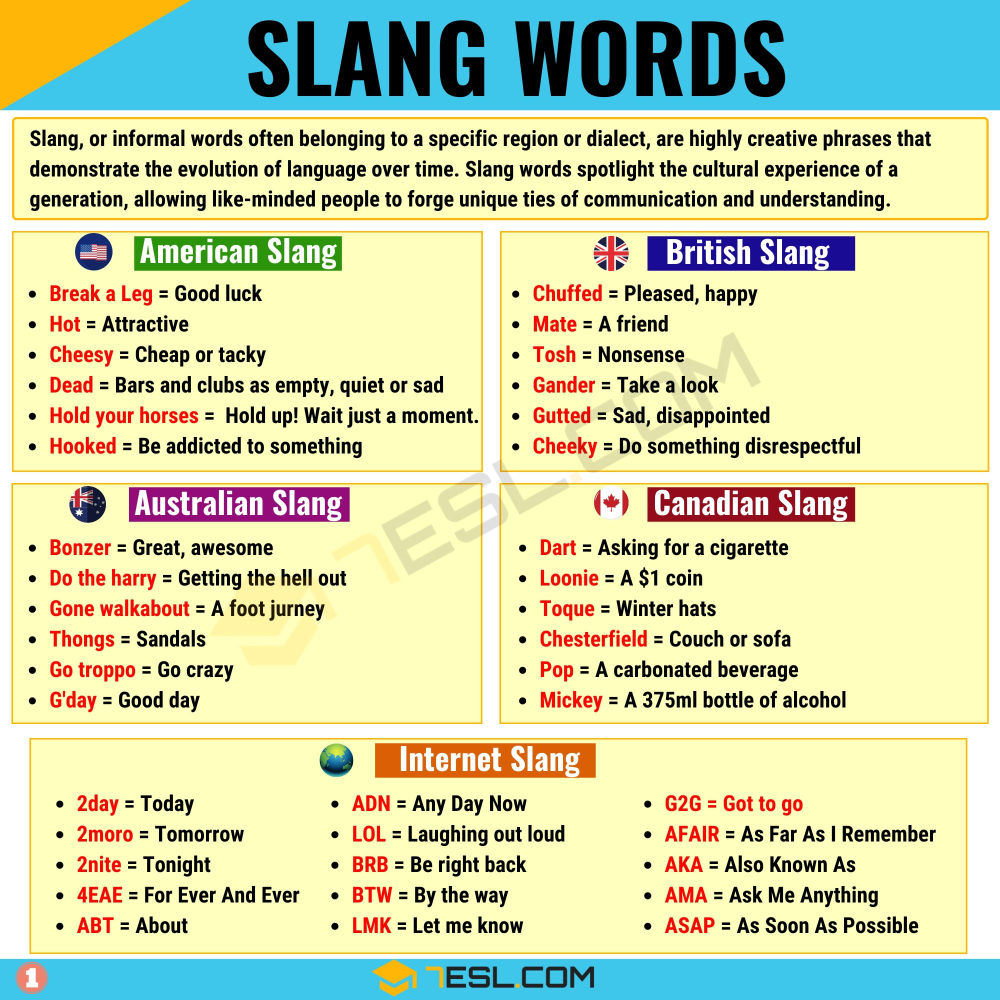 SLANG WORDS
Slang, or informal words often belonging to a specific region or dialect, are highly creative phrases that
demonstrate the evolution of language over time. Slang words spotlight the cultural experience of a
generation, allowing like-minded people to forge unique ties of communication and understanding.
American Slang
• Break a Leg = Good luck
• Hot = Attractive
• Cheesy = Cheap or tacky
• Dead = Bars and clubs as empty, quiet or sad
• Hold your horses = Hold up! Wait just a moment.
• Hooked = Be addicted to something
British Slang
• Chuffed = Pleased, happy
• Mate = A friend
• Tosh = Nonsense
• Gander = Take a look
• Gutted = Sad, disappointed
• Cheeky = Do something disrespectful
Australian Slang
• Bonzer = Great, awesome
• Do the harry = Getting the hell out
• Gone walkabout = A foot jurney
• Thongs = Sandals
• Go troppo = Go crazy
• G'day = Good day
Canadian Slang
• Dart = Asking for a cigarette
• Loonie = A $1 coin
• Toque = Winter hats
• Chesterfield = Couch or sofa
• Pop = A carbonated beverage
• Mickey = A 375ml bottle of alcohol
7ESL.COM
Internet Slang
• 2day = Today
• 2moro = Tomorrow
• 2nite = Tonight
• 4EAE = For Ever And Ever
• ABT = About
• ADN = Any Day Now
• LOL = Laughing out loud
• BRB = Be right back
• BTW = By the way
• LMK = Let me know
• G2G = Got to go
• AFAIR = As Far As I Remember
• AKA = Also Known As
• AMA = Ask Me Anything
• ASAP = As Soon As Possible
1
7ESL.COM